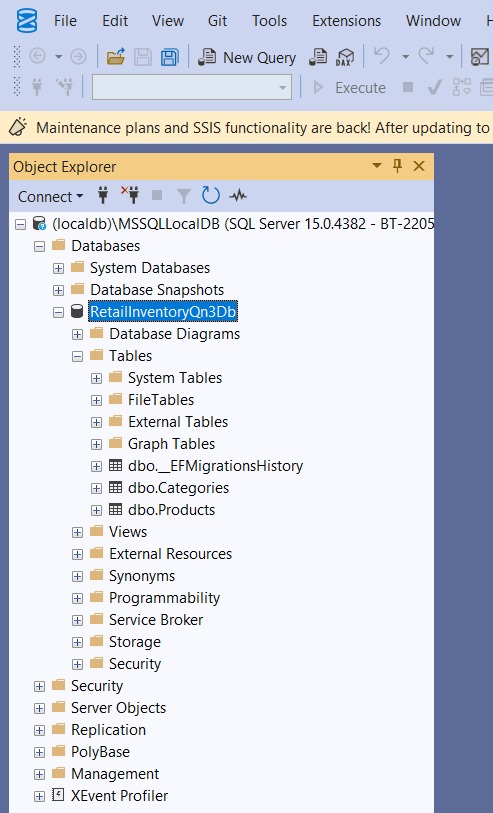 File Edit View Git Tools Extensions Window H
New Query DAX
Execute
Maintenance plans and SSIS functionality are back! After updating to
Object Explorer
Connect
(localdb)\MSSQLLocalDB (SQL Server 15.0.4382 - BT-2205
Databases
System Databases
Database Snapshots
RetailInventoryQn3Db
Database Diagrams
Tables
System Tables
FileTables
External Tables
Graph Tables
dbo.__EFMigrationsHistory
dbo.Categories
dbo.Products
Views
External Resources
Synonyms
Programmability
Service Broker
Storage
Security
Security
Server Objects
Replication
PolyBase
Management
XEvent Profiler